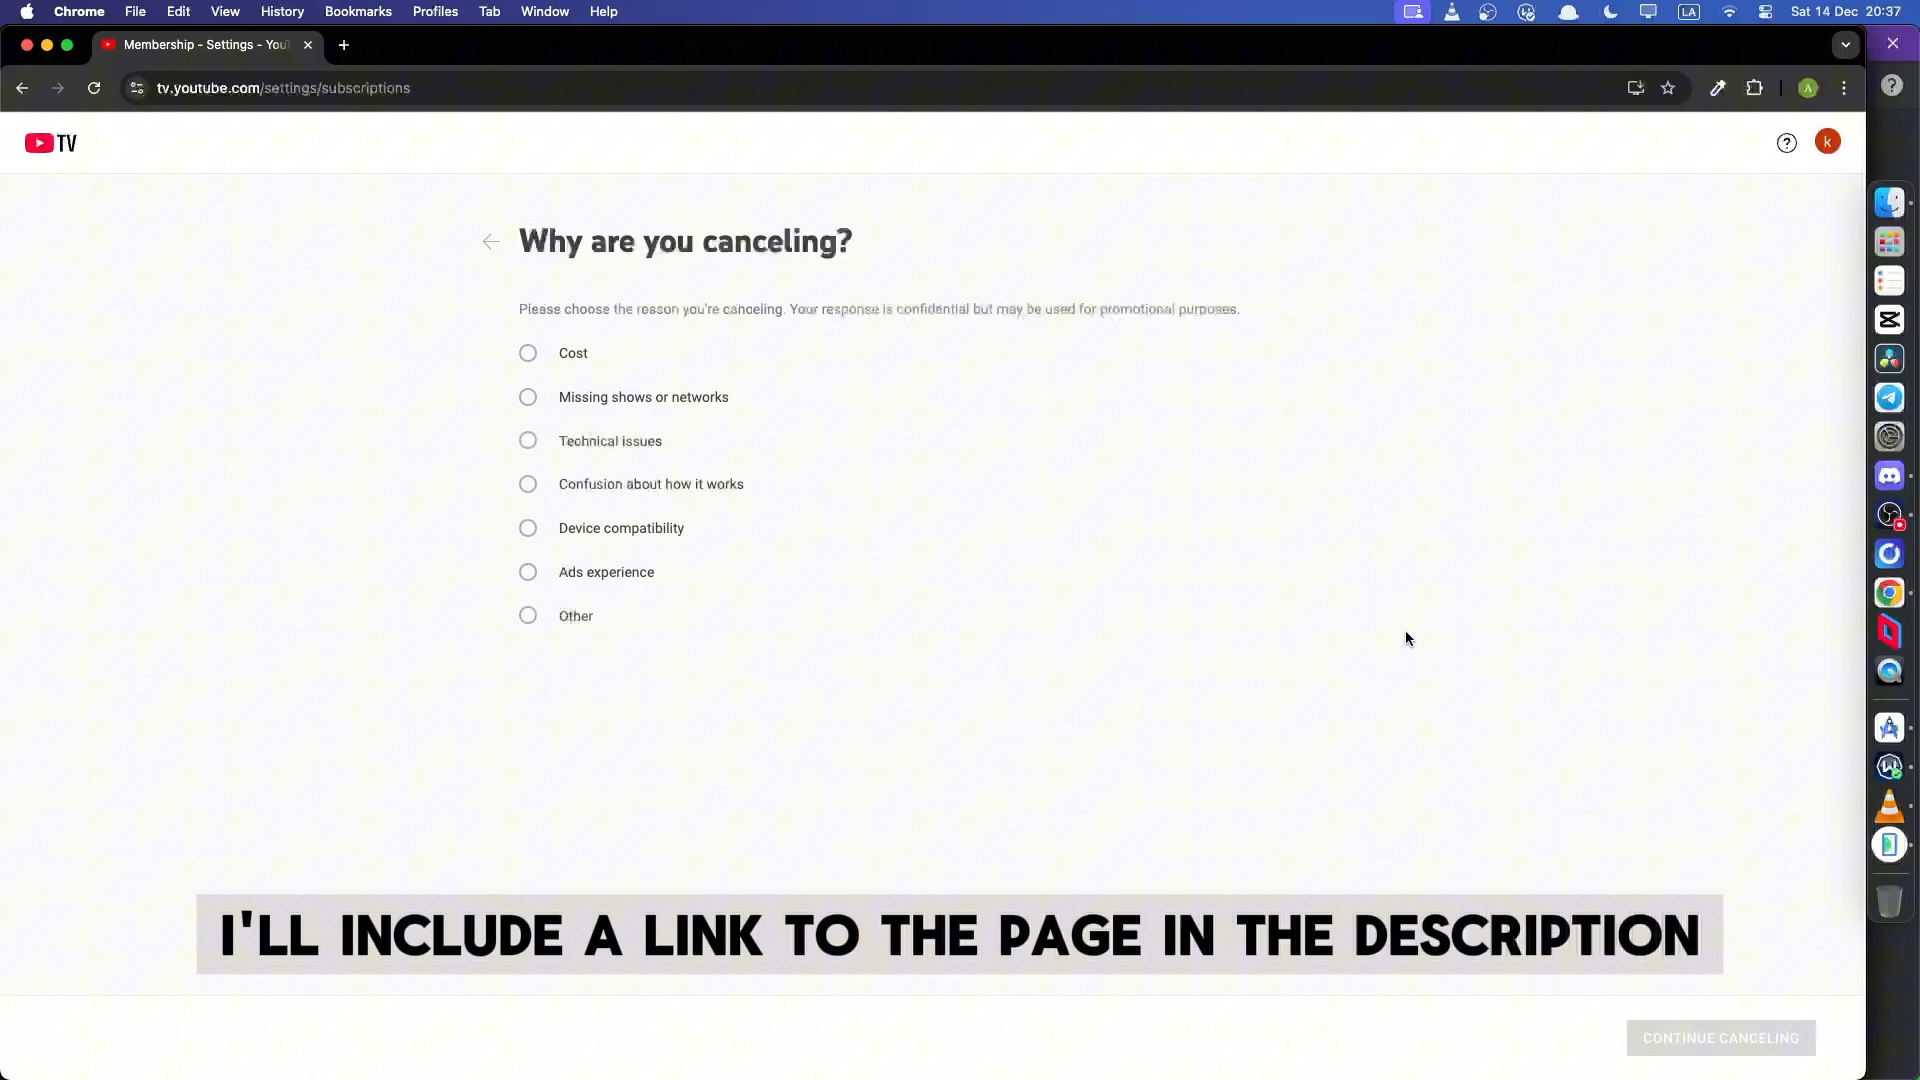 Chrome File Edit View History Bookmarks Profiles Tab Window Help LA Sat 14 Dec 20:37
Membership - Settings - You
tv.youtube.com/settings/subscriptions A
TV k
Why are you canceling?
Please choose the reason you're canceling. Your response is confidential but may be used for promotional purposes.
Cost
Missing shows or networks
Technical issues
Confusion about how it works
Device compatibility
Ads experience
Other
I'LL INCLUDE A LINK TO THE PAGE IN THE DESCRIPTION
CONTINUE CANCELING